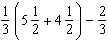 1/3 (5 1/2 + 4 1/2) − 2/3